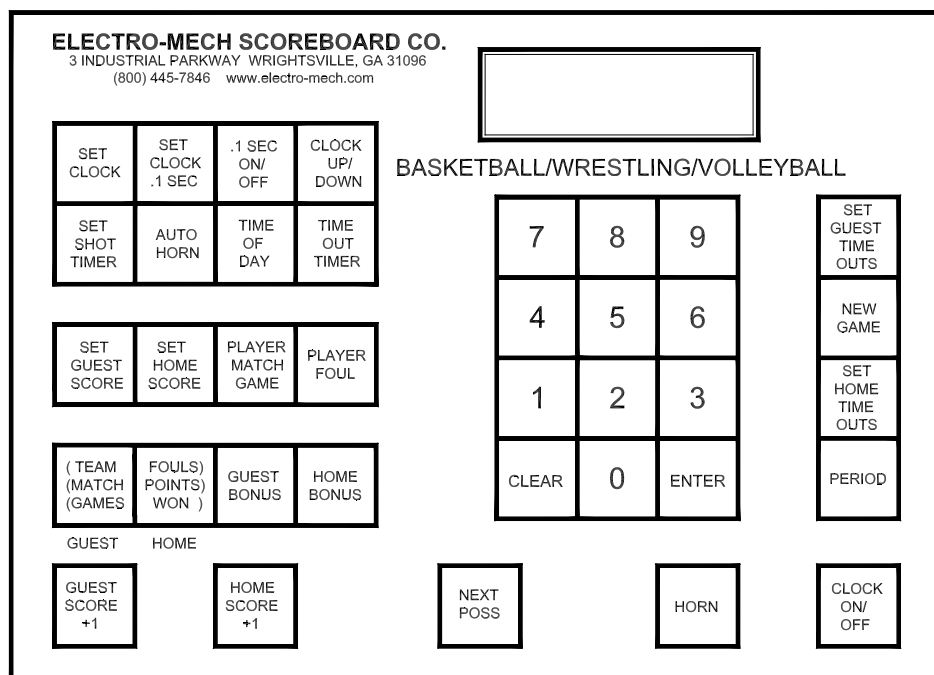 ELECTRO-MECH SCOREBOARD CO.
3 INDUSTRIAL PARKWAY WRIGHTSVILLE, GA 31096
(800) 445-7846 www.electro-mech.com
SET
CLOCK
SET
CLOCK
.1 SEC
.1 SEC
ON/
OFF
CLOCK
UP/
DOWN
SET
SHOT
TIMER
AUTO
HORN
TIME
OF
DAY
TIME
OUT
TIMER
SET
GUEST
SCORE
SET
HOME
SCORE
PLAYER
MATCH
GAME
PLAYER
FOUL
( TEAM FOULS)
(MATCH POINTS)
(GAMES WON )
GUEST
BONUS
HOME
BONUS
GUEST HOME
GUEST
SCORE
+1
HOME
SCORE
+1
BASKETBALL/WRESTLING/VOLLEYBALL
7 8 9
4 5 6
1 2 3
CLEAR 0 ENTER
SET
GUEST
TIME
OUTS
NEW
GAME
SET
HOME
TIME
OUTS
PERIOD
NEXT
POSS
HORN
CLOCK
ON/
OFF